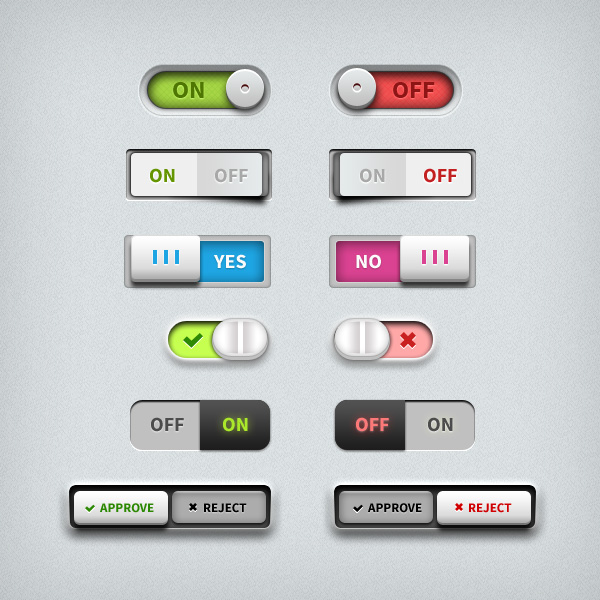 ON OFF
ON OFF ON OFF
YES NO
OFF ON OFF ON
APPROVE REJECT APPROVE REJECT